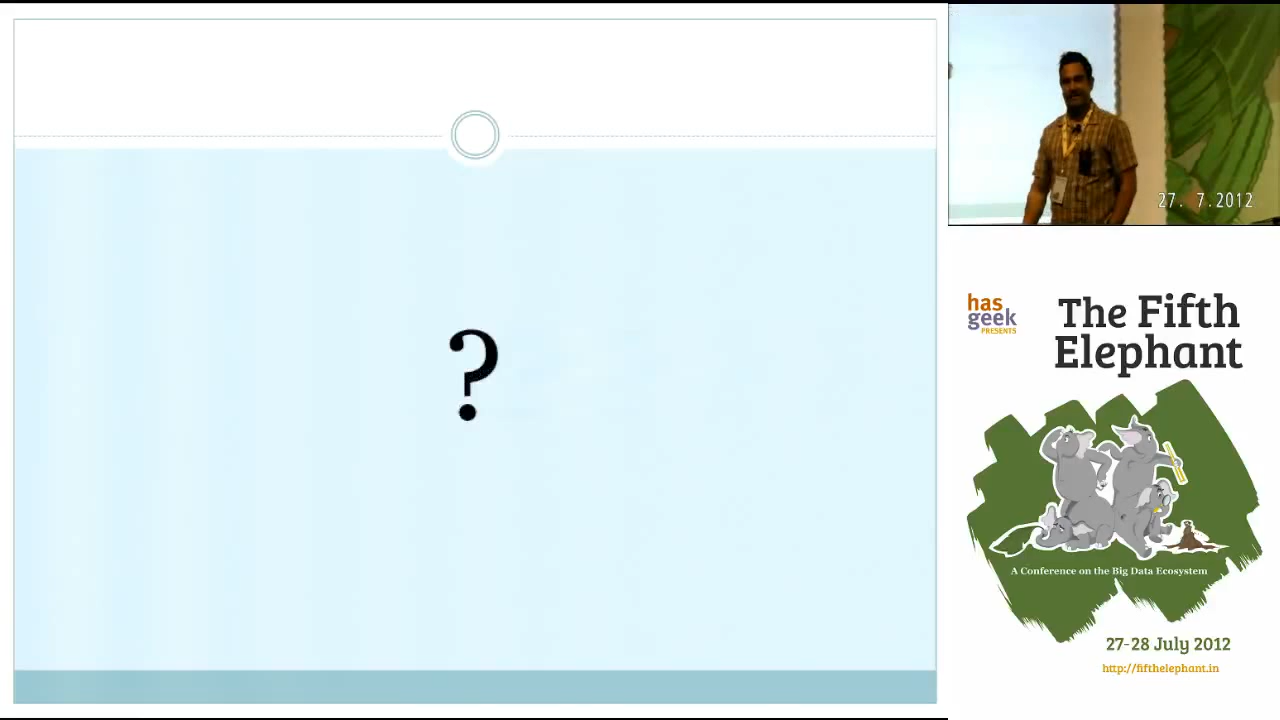 ?
27. 7.2012
has
geek
PRESENTS
The Fifth
Elephant
A Conference on the Big Data Ecosystem
27-28 July 2012
http://fifthelephant.in